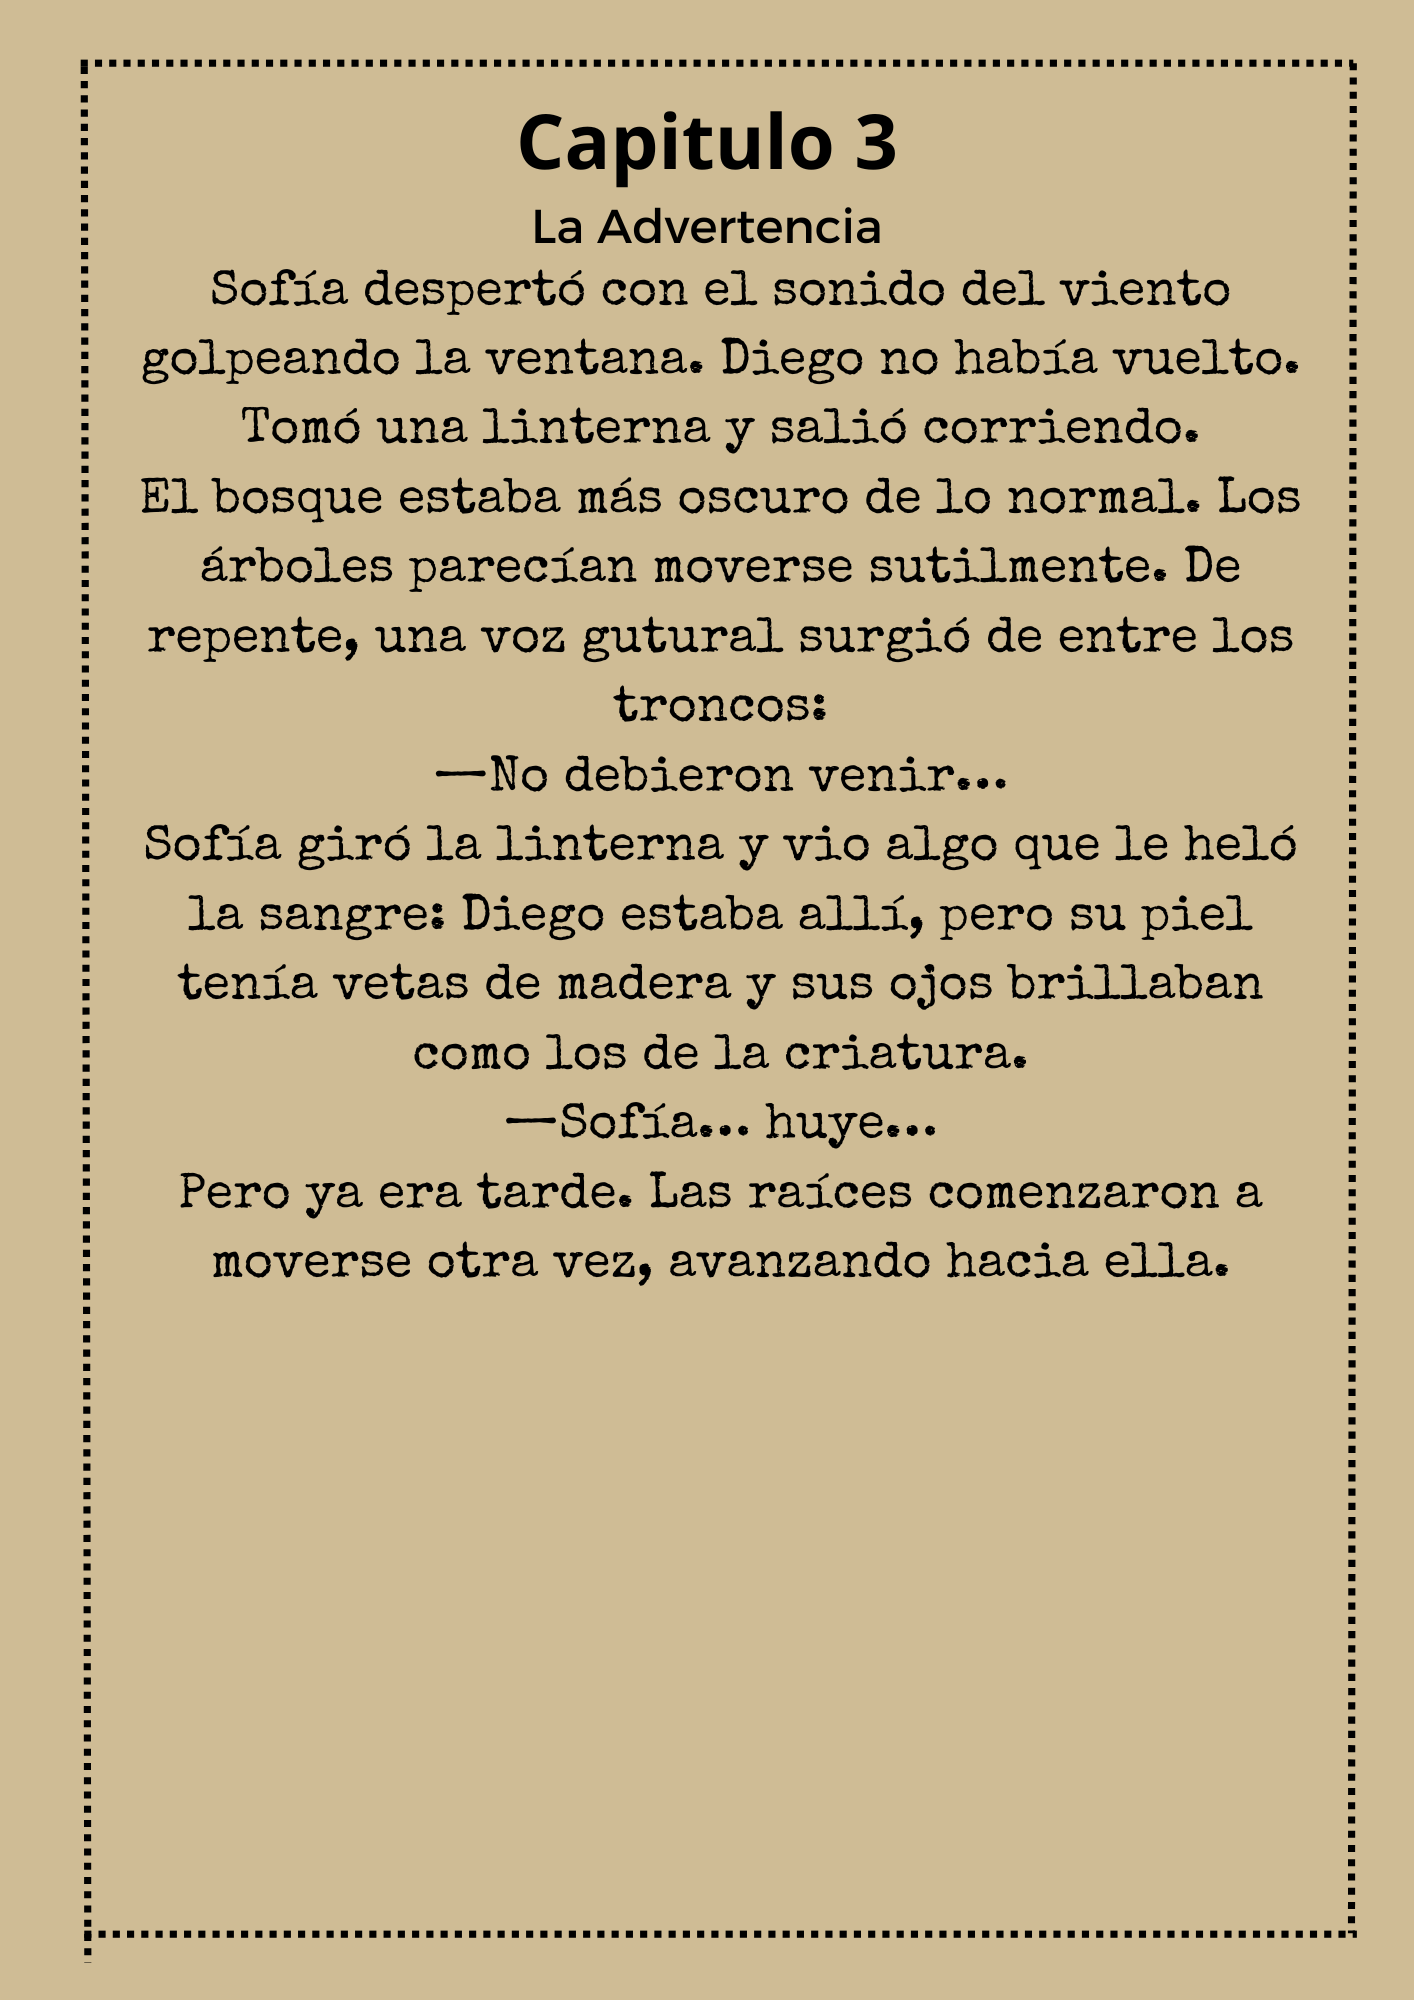 Capitulo 3
La Advertencia
Sofía despertó con el sonido del viento
golpeando la ventana. Diego no había vuelto.
Tomó una linterna y salió corriendo.
El bosque estaba más oscuro de lo normal. Los
árboles parecían moverse sutilmente. De
repente, una voz gutural surgió de entre los
troncos:
—No debieron venir...
Sofía giró la linterna y vio algo que le heló
la sangre: Diego estaba allí, pero su piel
tenía vetas de madera y sus ojos brillaban
como los de la criatura.
—Sofía... huye...
Pero ya era tarde. Las raíces comenzaron a
moverse otra vez, avanzando hacia ella.